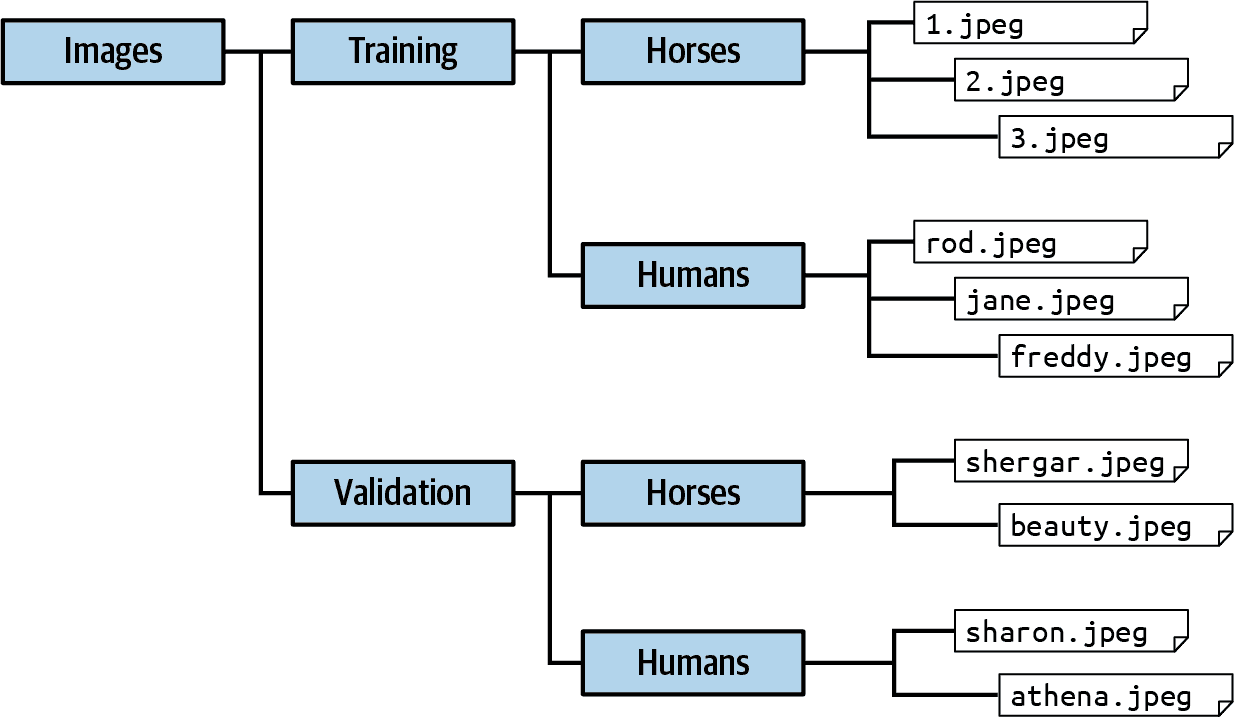 Images
Training
Horses
1.jpeg
2.jpeg
3.jpeg
Humans
rod.jpeg
jane.jpeg
freddy.jpeg
Validation
Horses
shergar.jpeg
beauty.jpeg
Humans
sharon.jpeg
athena.jpeg